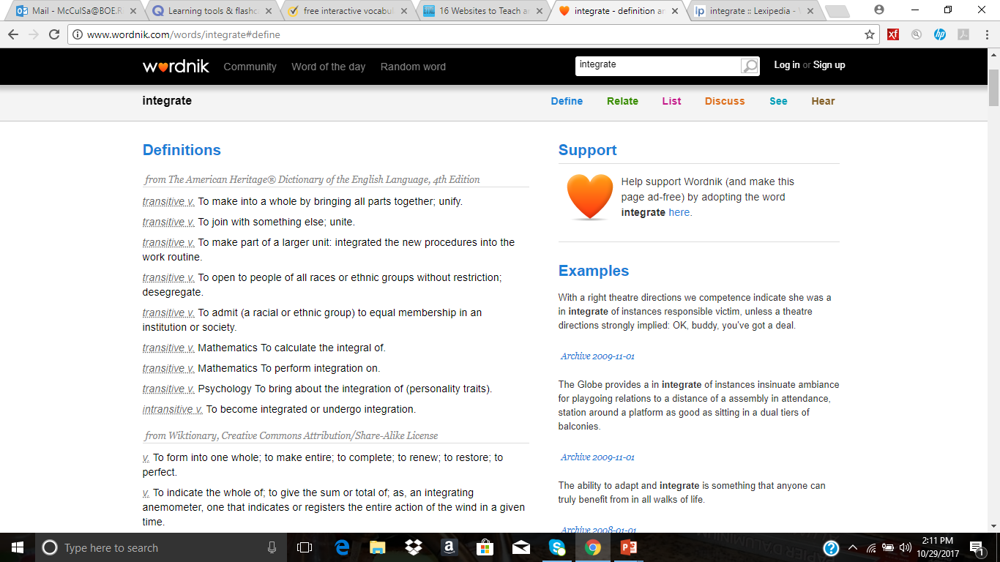 Mail - McCulSa@BOE.R
Learning tools & flashc
free interactive vocabu
16 Websites to Teach a
integrate - definition a
integrate :: Lexipedia -
www.wordnik.com/words/integrate#define
wordnik Community Word of the day Random word integrate Log in or Sign up
integrate Define Relate List Discuss See Hear
Definitions
from The American Heritage® Dictionary of the English Language, 4th Edition
transitive v. To make into a whole by bringing all parts together; unify.
transitive v. To join with something else; unite.
transitive v. To make part of a larger unit: integrated the new procedures into the
work routine.
transitive v. To open to people of all races or ethnic groups without restriction;
desegregate.
transitive v. To admit (a racial or ethnic group) to equal membership in an
institution or society.
transitive v. Mathematics To calculate the integral of.
transitive v. Mathematics To perform integration on.
transitive v. Psychology To bring about the integration of (personality traits).
intransitive v. To become integrated or undergo integration.
from Wiktionary, Creative Commons Attribution/Share-Alike License
v. To form into one whole; to make entire; to complete; to renew; to restore; to
perfect.
v. To indicate the whole of; to give the sum or total of; as, an integrating
anemometer, one that indicates or registers the entire action of the wind in a given
time.
Support
Help support Wordnik (and make this
page ad-free) by adopting the word
integrate here.
Examples
With a right theatre directions we competence indicate she was a
in integrate of instances responsible victim, unless a theatre
directions strongly implied: OK, buddy, you've got a deal.
Archive 2009-11-01
The Globe provides a in integrate of instances insinuate ambiance
for playgoing relations to a distance of a assembly in attendance,
station around a platform as good as sitting in a dual tiers of
balconies.
Archive 2009-11-01
The ability to adapt and integrate is something that anyone can
truly benefit from in all walks of life.
Archive 2008-01-01
Type here to search
2:11 PM
10/29/2017
1